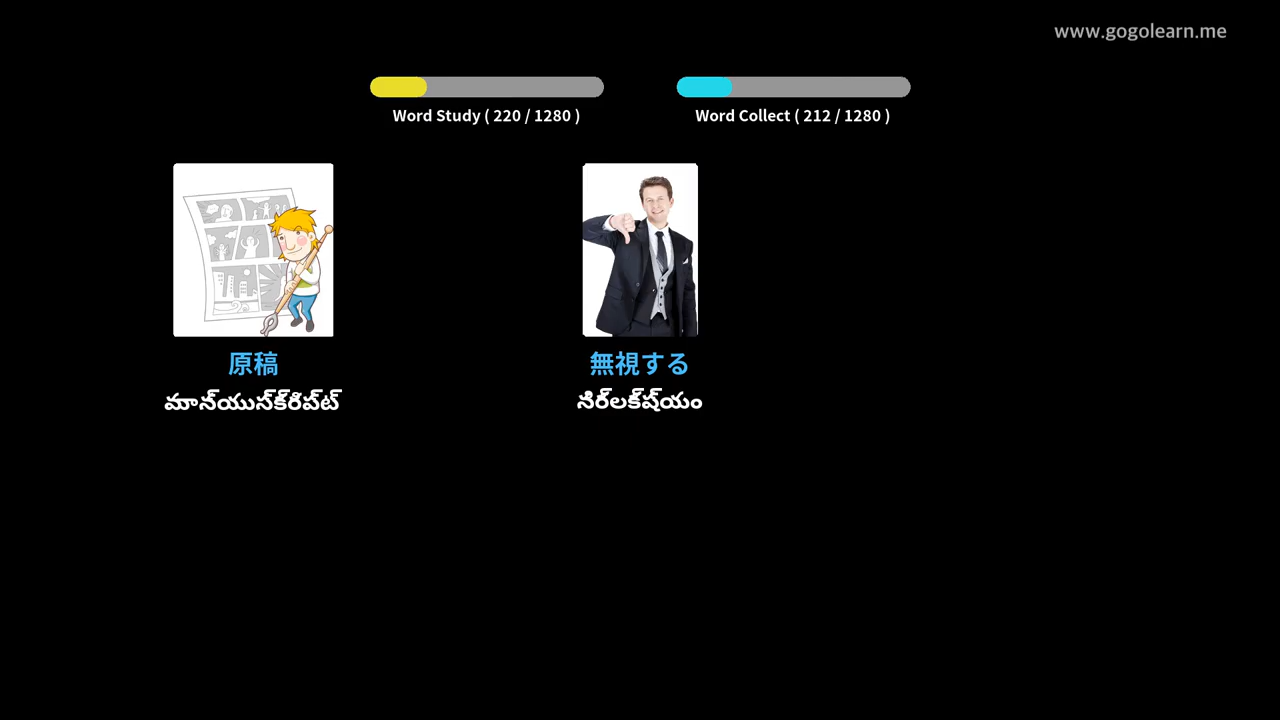 www.gogolearn.me
Word Study ( 220 / 1280 )
Word Collect ( 212 / 1280 )
原稿
మాన్‌యుస్‌క్‌రిప్‌ట్
無視する
నిర్‌లక్‌ష్‌యం